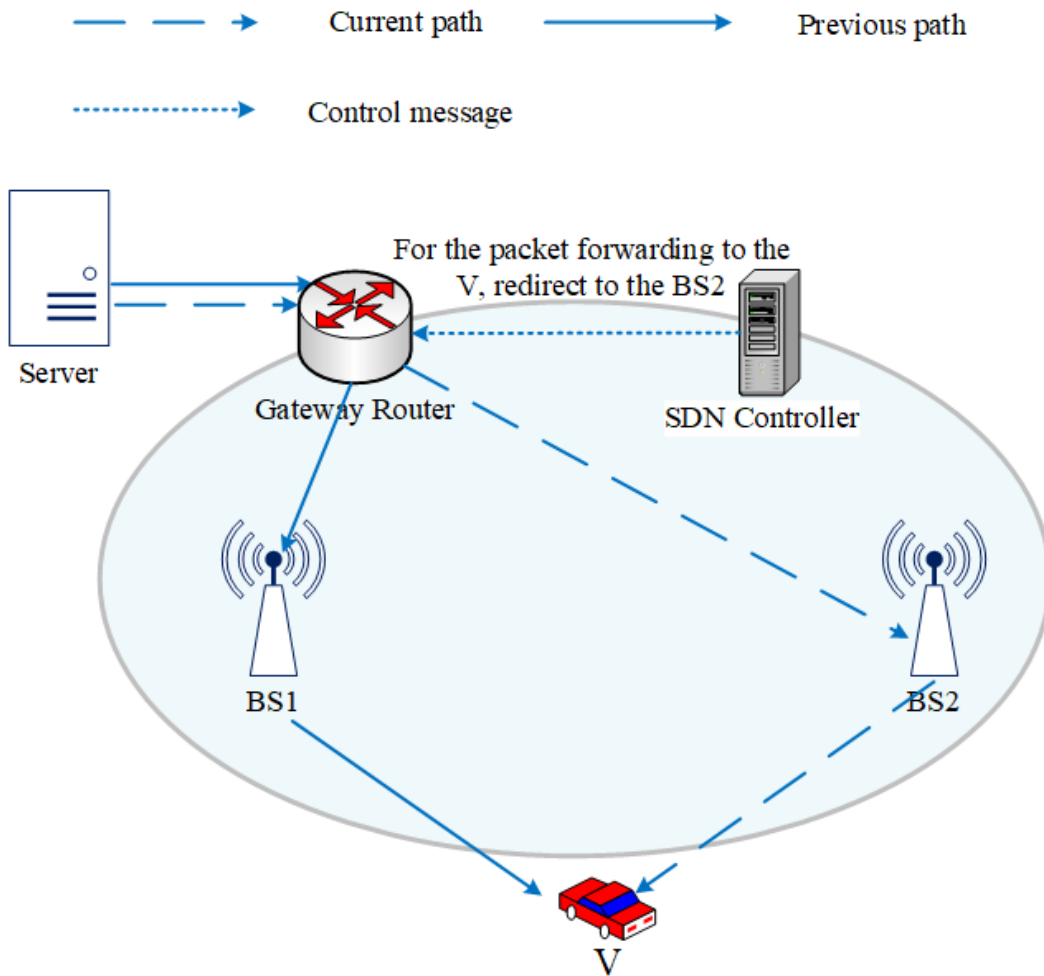 Current path
Previous path
Control message
For the packet forwarding to the
V, redirect to the BS2
Server
Gateway Router
SDN Controller
BS1
BS2
V